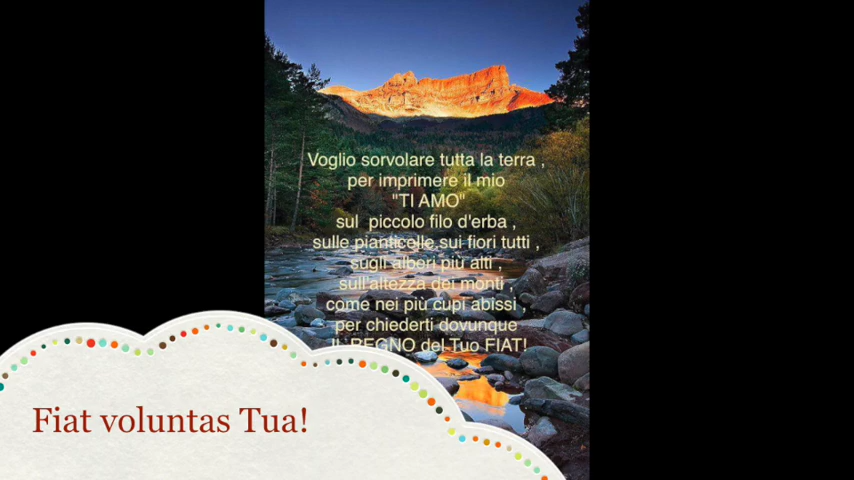 Voglio sorvolare tutta la terra ,
per imprimere il mio
"TI AMO"
sul piccolo filo d'erba ,
sulle pianticelle,sui fiori tutti ,
sugli alberi più alti ,
sull'altezza dei monti ,
come nei più cupi abissi
per chiederti dovunque
IL REGNO del Tuo FIAT!
Fiat voluntas Tua!